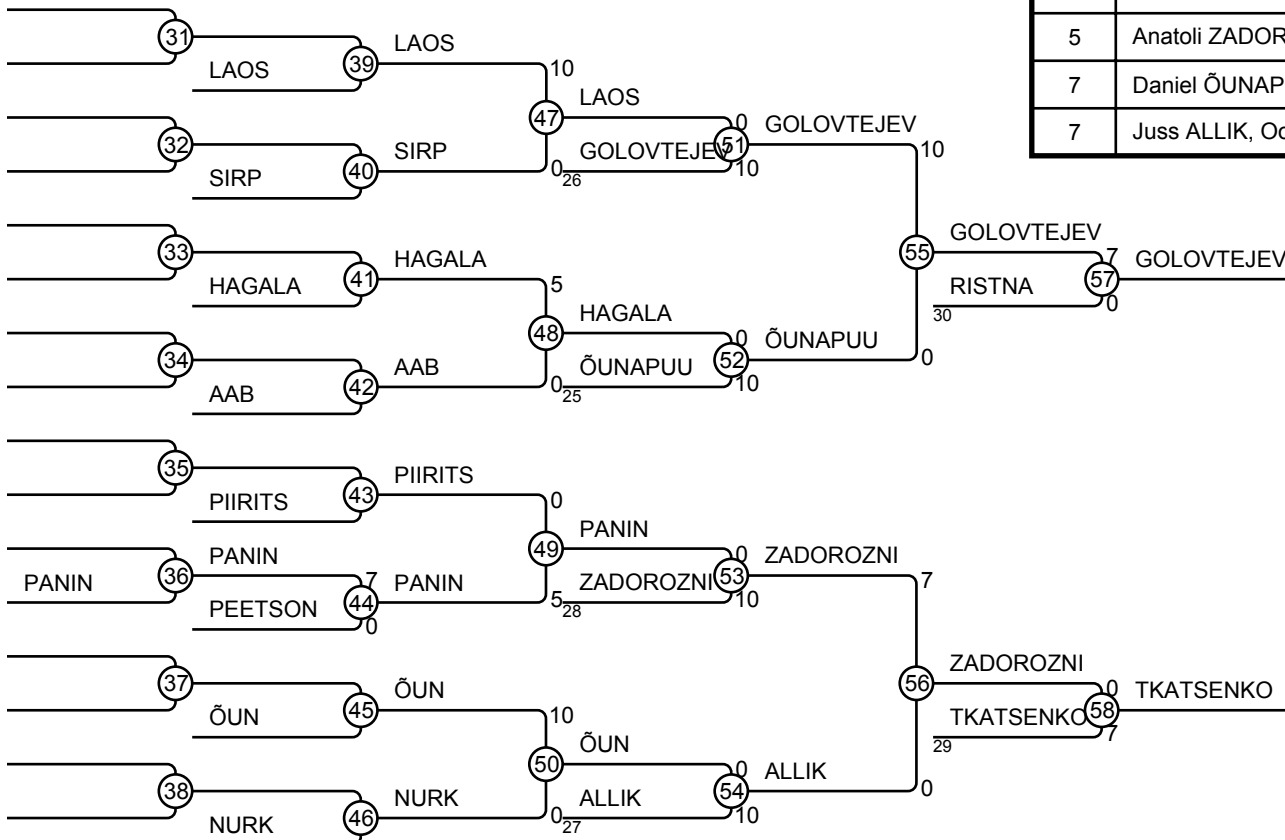 31
LAOS
39
LAOS
10
47
LAOS
0
GOLOVTEJEV
51
10
GOLOVTEJEV
10
32
SIRP
40
SIRP
0
26
33
HAGALA
41
HAGALA
5
48
HAGALA
0
ÕUNAPUU
52
10
ÕUNAPUU
0
34
AAB
42
AAB
0
25
55
GOLOVTEJEV
7
RISTNA
57
0
30
GOLOVTEJEV
35
PIIRITS
43
PIIRITS
0
49
PANIN
0
ZADOROZNI
53
10
ZADOROZNI
7
PANIN
36
PANIN
7
PEETSON
44
0
PANIN
5
28
37
ÕUN
45
ÕUN
10
50
ÕUN
0
ALLIK
54
10
ALLIK
0
38
NURK
46
NURK
0
27
56
ZADOROZNI
0
TKATSENKO
58
7
29
TKATSENKO
5 Anatoli
7 Daniel
7 Juss ALLIK,